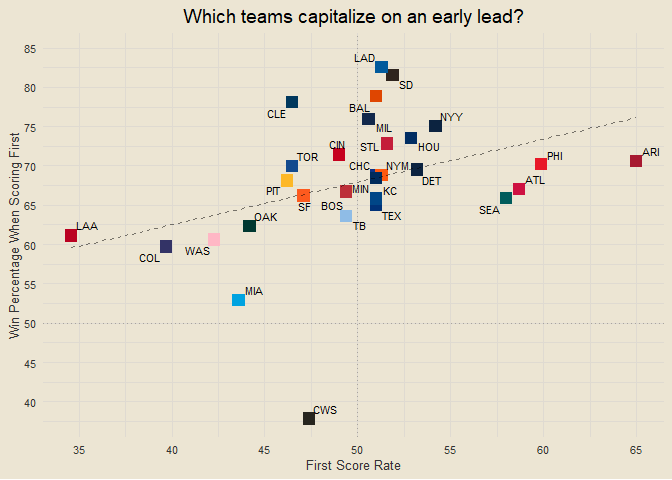 Which teams capitalize on an early lead?
Win Percentage When Scoring First
85
80
75
70
65
60
55
50
45
40
LAD
SD
BAL
CLE
MIL
NYY
HOU
STL
CIN
TOR
CHC
NYM
DET
PHI
ARI
PIT
SF
MIN
KC
BOS
TEX
TB
ATL
SEA
LAA
OAK
COL
WAS
MIA
CWS
35
40
45
50
55
60
65
First Score Rate